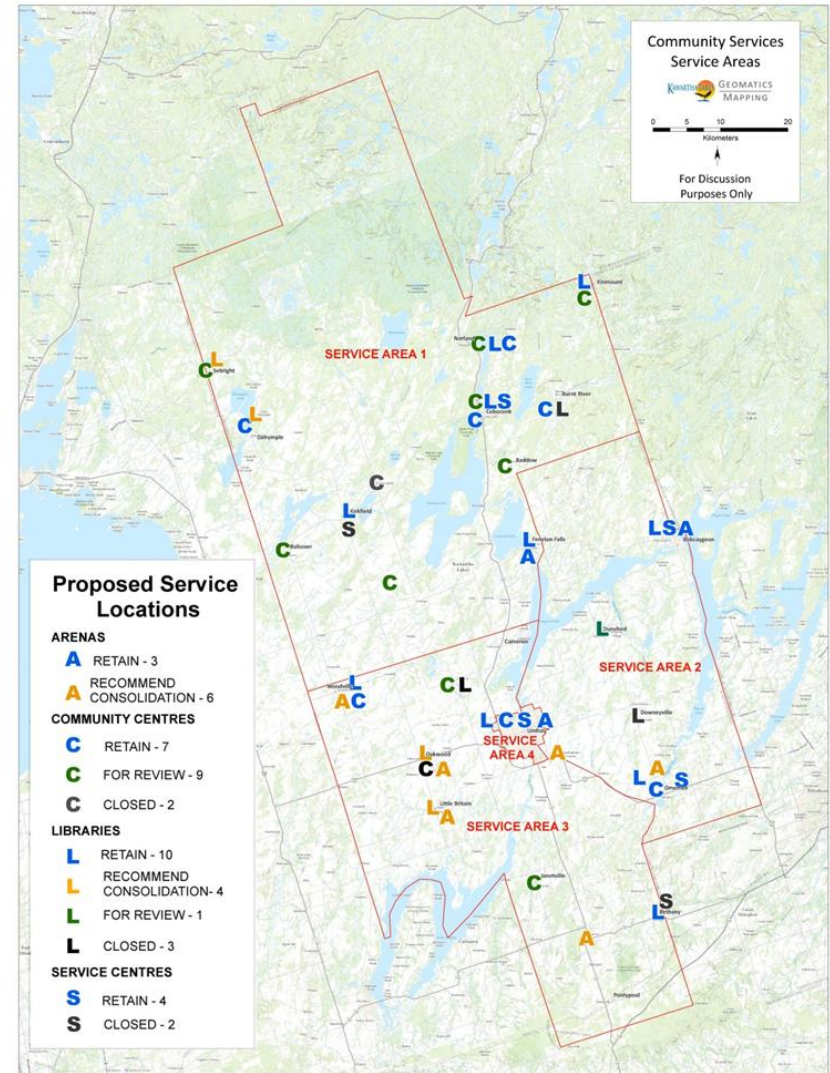 Community Services
Service Areas
KAWARTHA LAKES
GEOMATICS
MAPPING
0 5 10 20
Kilometers
For Discussion
Purposes Only
L
Kinmount
C
Norland
C L C
SERVICE AREA 1
L
C
Sebright
C L S
Coboconk
C
Burnt River
C L
L
C
Dalrymple
Baddow
C
C
L
Kirkfield
S
L S A
Bobcaygeon
L
Fenelon Falls
A
C
Bolsover
C
L
Dunsford
Cameron
SERVICE AREA 2
L
Woodville
A C
C L
L
Downeyville
L C S A
Lindsay
SERVICE
AREA 4
A
L
Oakwood
C A
A
L
S
C
Omemee
L
Little Britain
A
SERVICE AREA 3
C
Janetville
S
L
Bethany
A
Pontypool
Proposed Service
Locations
ARENAS
A RETAIN - 3
A RECOMMEND
CONSOLIDATION - 6
COMMUNITY CENTRES
C RETAIN - 7
C FOR REVIEW - 9
C CLOSED - 2
LIBRARIES
L RETAIN - 10
L RECOMMEND
CONSOLIDATION- 4
L FOR REVIEW - 1
L CLOSED - 3
SERVICE CENTRES
S RETAIN - 4
S CLOSED - 2